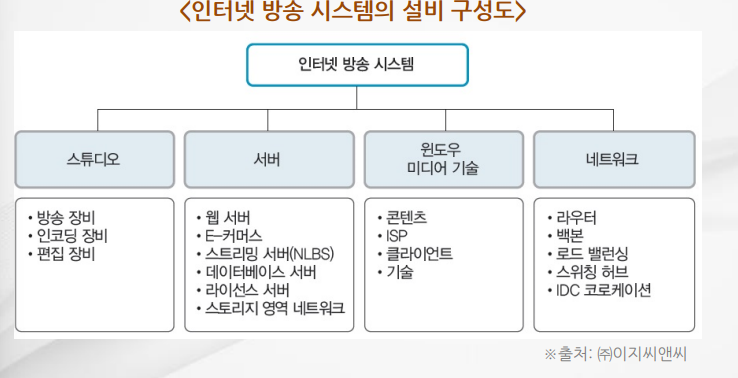 <인터넷 방송 시스템의 설비 구성도>
인터넷 방송 시스템
스튜디오
• 방송 장비
• 인코딩 장비
• 편집 장비
서버
• 웹 서버
• E-커머스
• 스트리밍 서버(NLBS)
• 데이터베이스 서버
• 라이선스 서버
• 스토리지 영역 네트워크
윈도우
미디어 기술
• 콘텐츠
• ISP
• 클라이언트
• 기술
네트워크
• 라우터
• 백본
• 로드 밸런싱
• 스위칭 허브
• IDC 코로케이션
※출처: ㈜이지씨앤씨